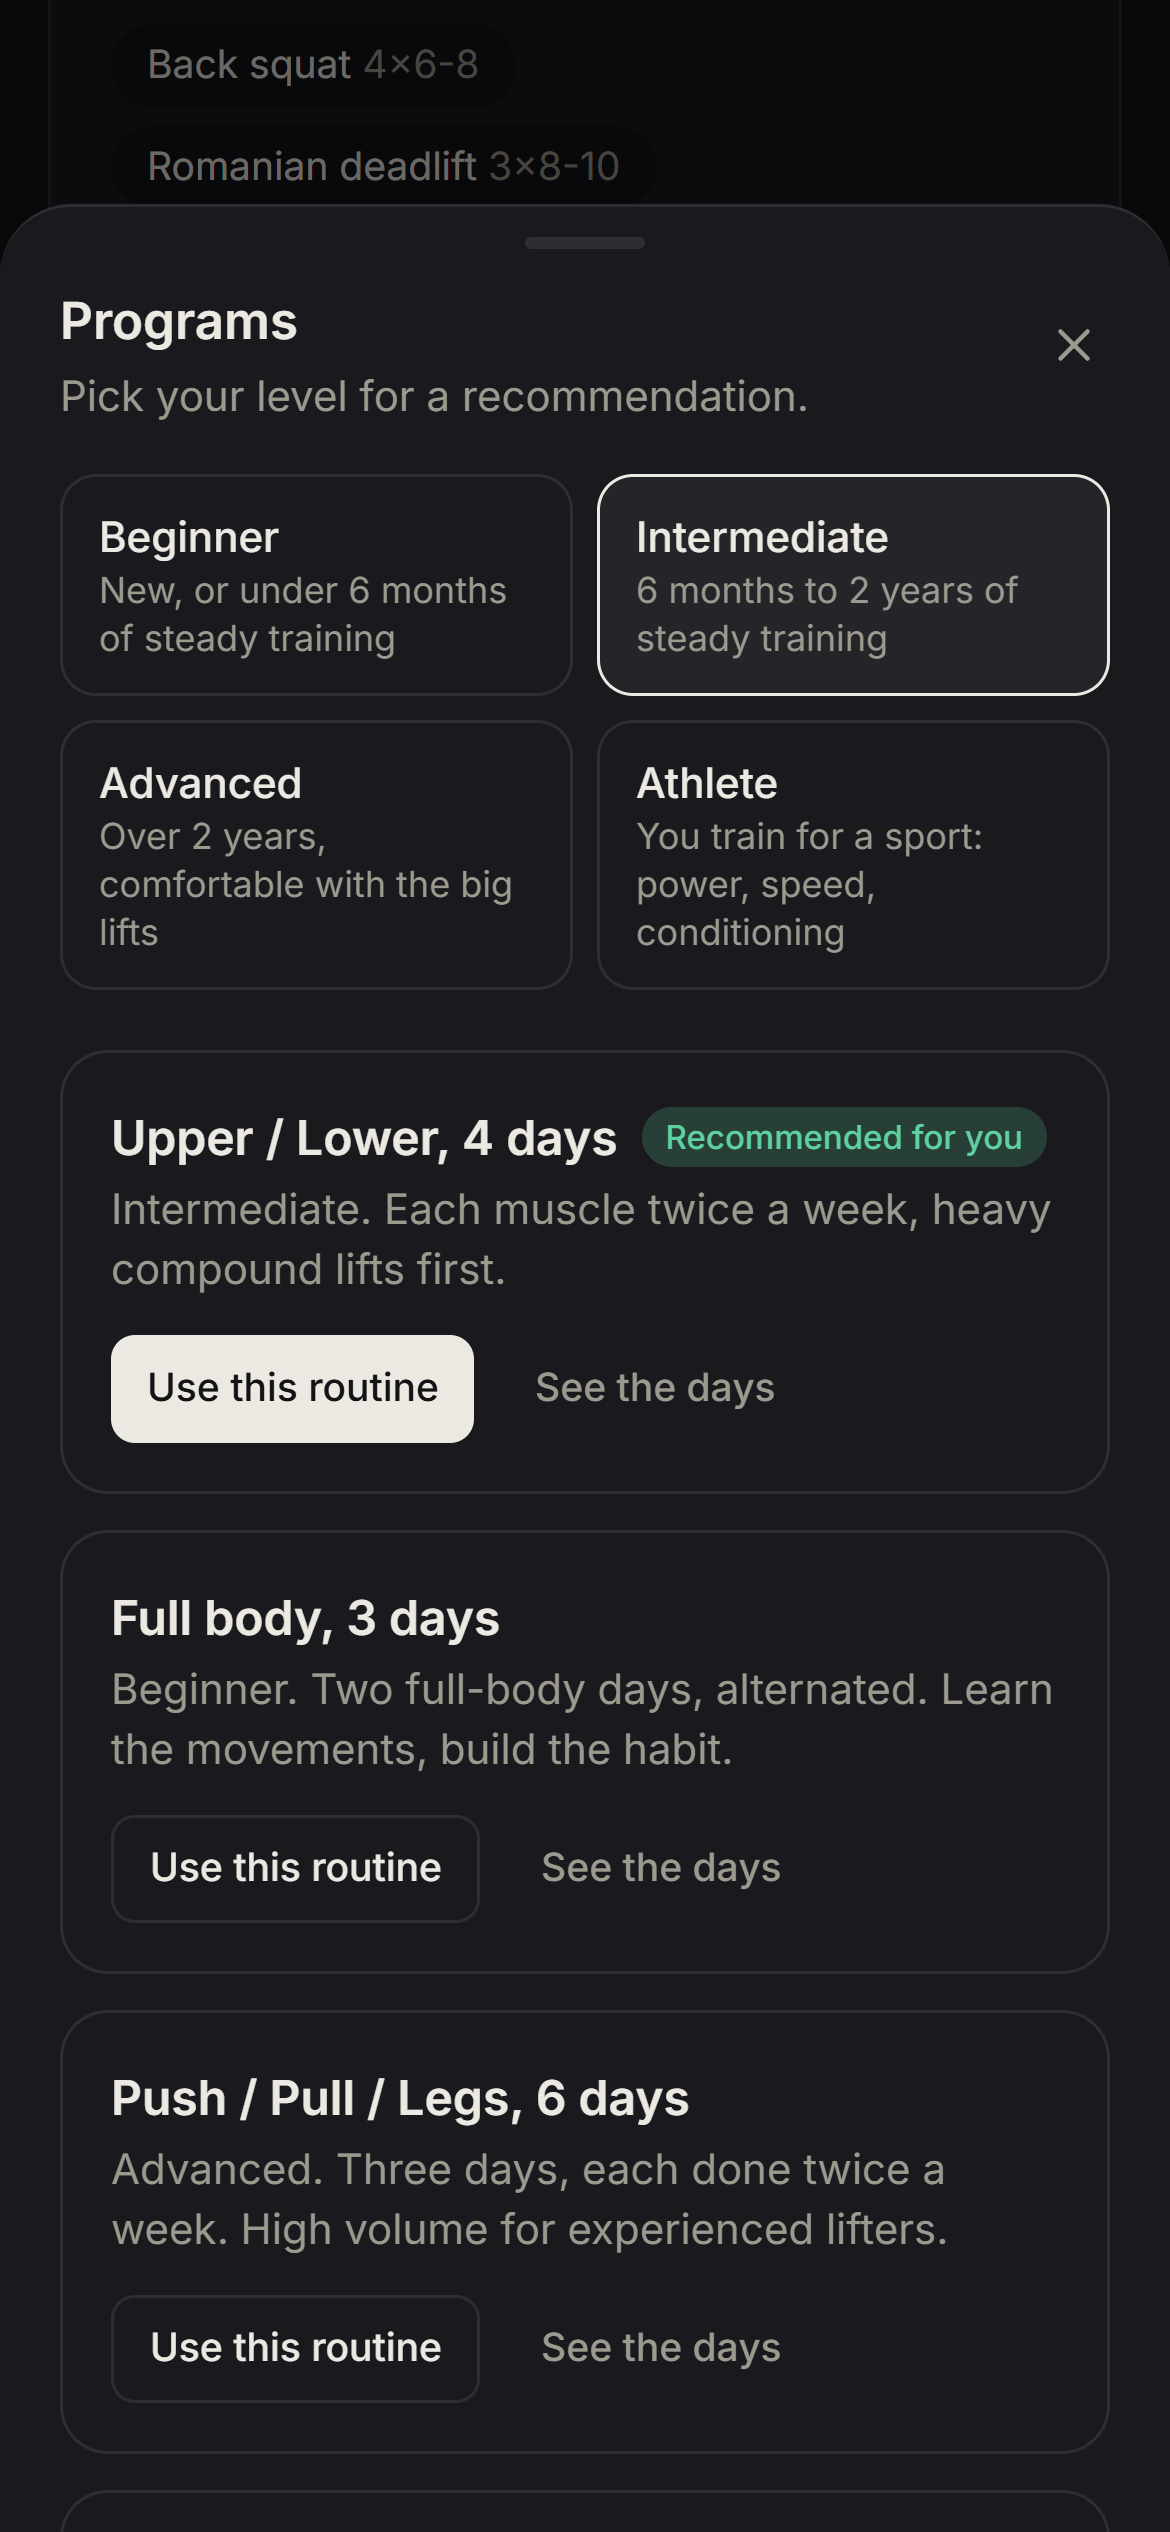 Back squat 4×6-8
Romanian deadlift 3×8-10
Programs
Pick your level for a recommendation.
Beginner
New, or under 6 months
of steady training
Intermediate
6 months to 2 years of
steady training
Advanced
Over 2 years,
comfortable with the big
lifts
Athlete
You train for a sport:
power, speed,
conditioning
Upper / Lower, 4 days Recommended for you
Intermediate. Each muscle twice a week, heavy
compound lifts first.
Use this routine See the days
Full body, 3 days
Beginner. Two full-body days, alternated. Learn
the movements, build the habit.
Use this routine See the days
Push / Pull / Legs, 6 days
Advanced. Three days, each done twice a
week. High volume for experienced lifters.
Use this routine See the days